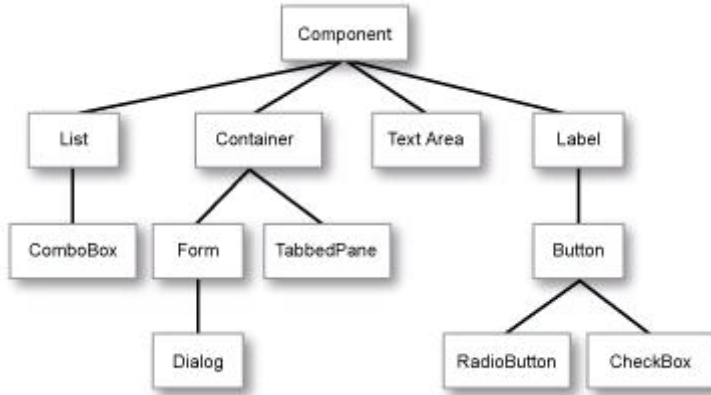 Component
List
Container
Text Area
Label
ComboBox
Form
TabbedPane
Button
Dialog
RadioButton
CheckBox